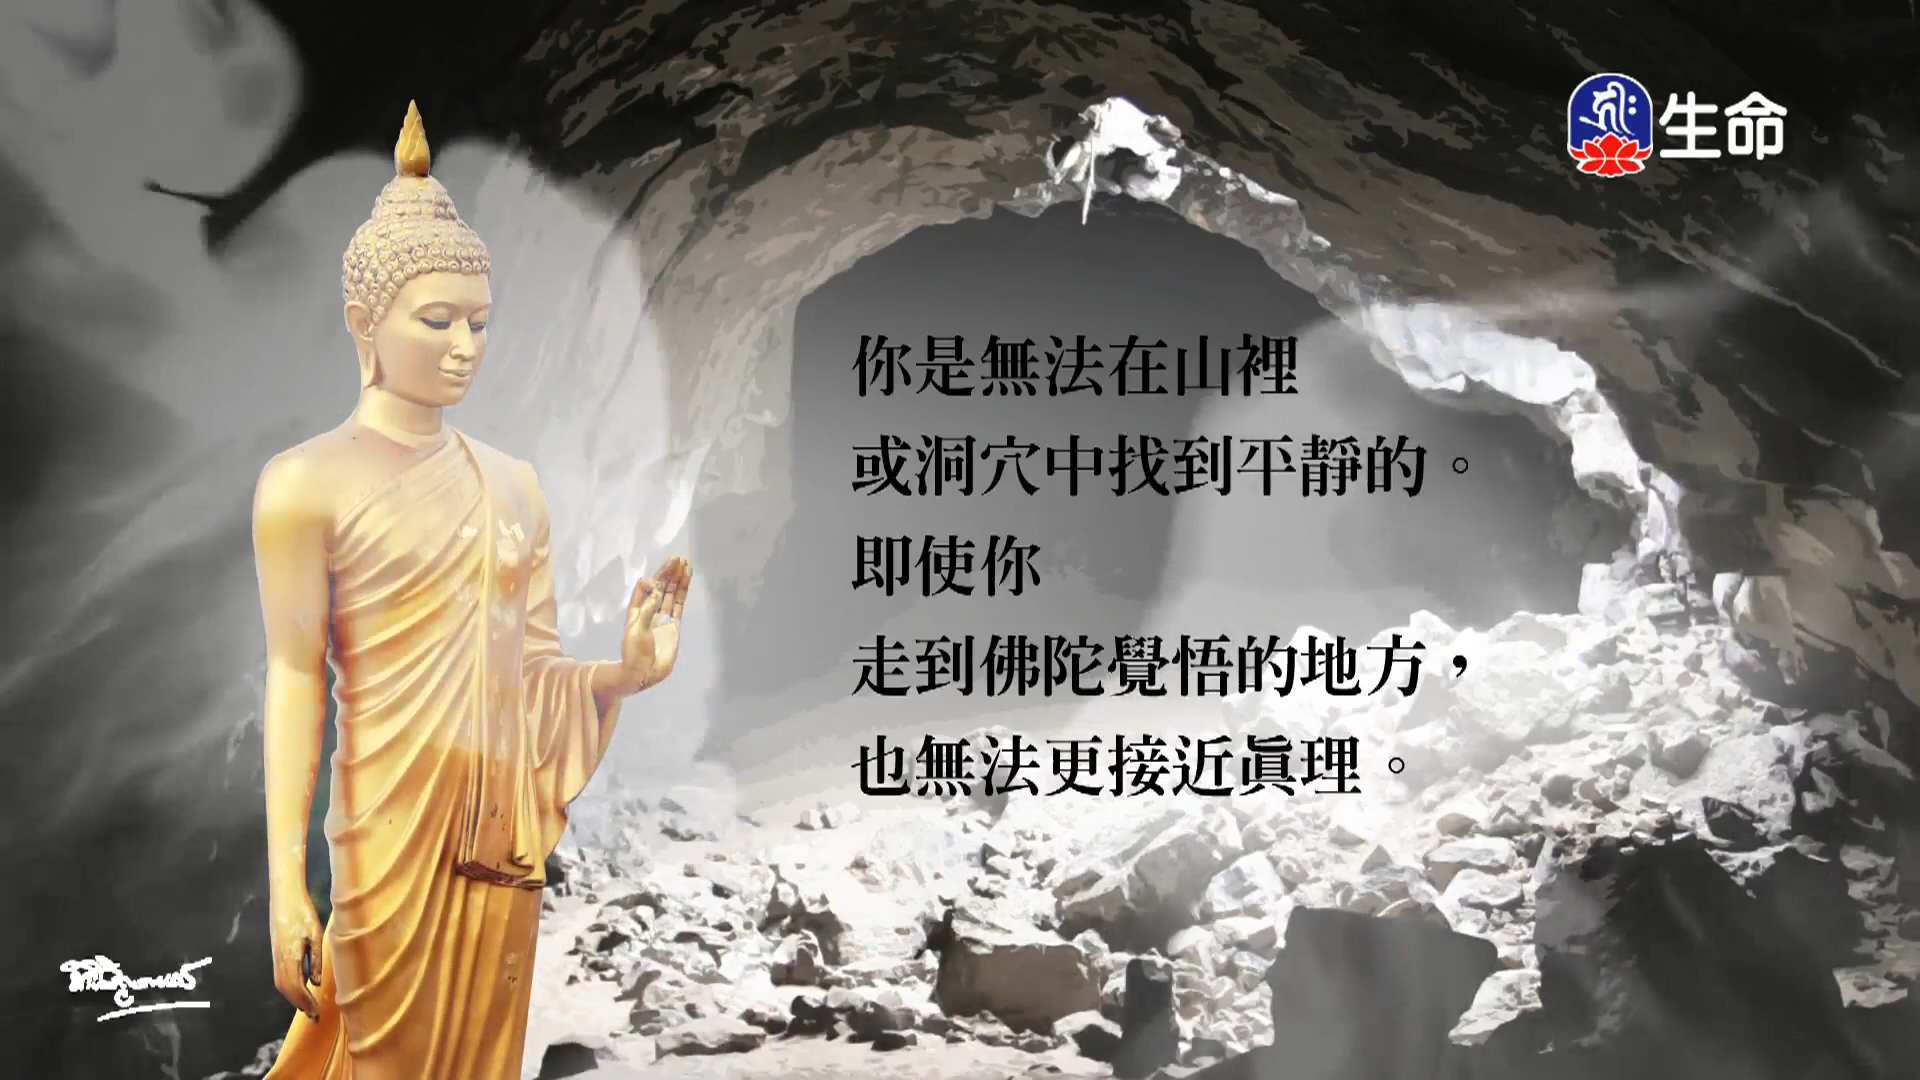 生命
你是無法在山裡
或洞穴中找到平靜的。
即使你
走到佛陀覺悟的地方，
也無法更接近眞理。